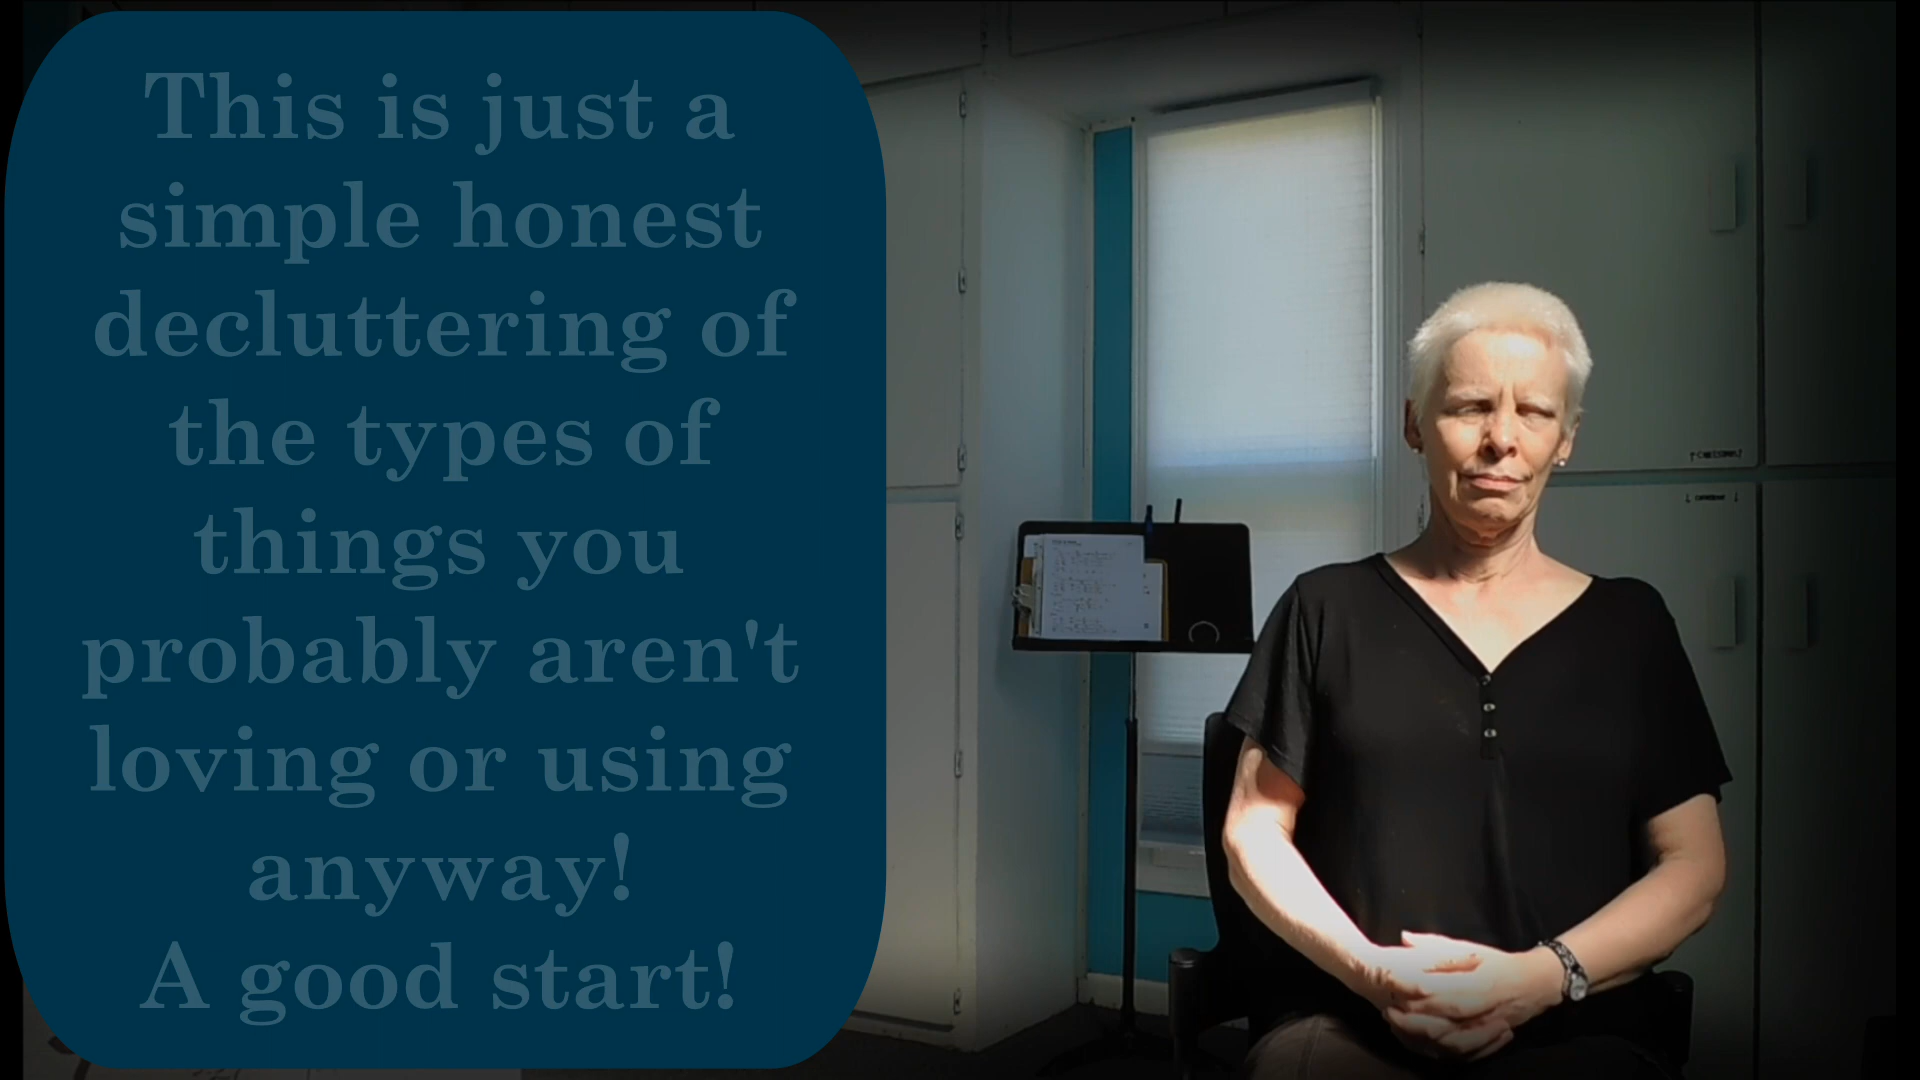 This is just a
simple honest
decluttering of
the types of
things you
probably aren't
loving or using
anyway!
A good start!